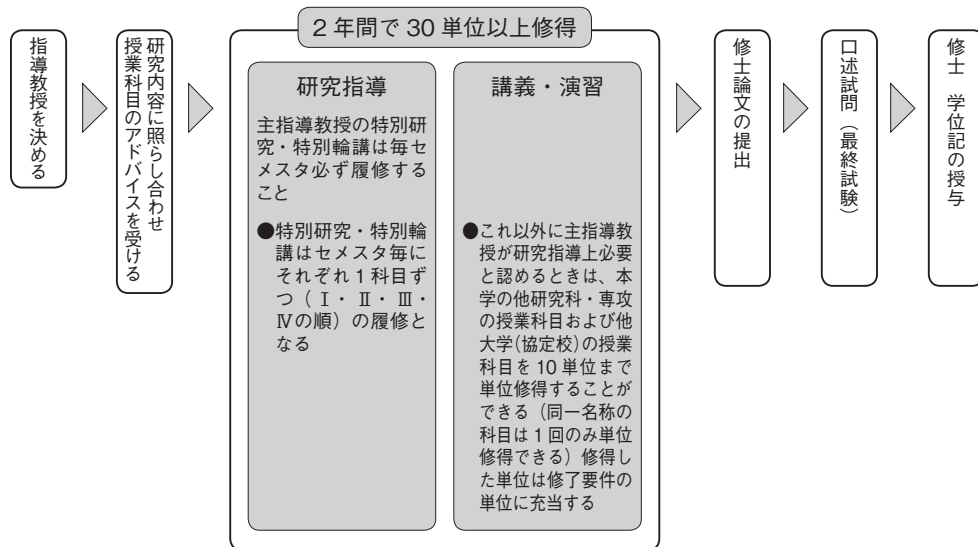 指導教授を決める
研究内容に照らし合わせ
授業科目のアドバイスを受ける
2年間で30単位以上修得
研究指導
主指導教授の特別研
究・特別輪講は毎セ
メスタ必ず履修する
こと
●特別研究・特別輪
講はセメスタ毎に
それぞれ1科目ず
つ（Ⅰ・Ⅱ・Ⅲ・
Ⅳの順）の履修と
なる
講義・演習
●これ以外に主指導教
授が研究指導上必要
と認めるときは、本
学の他研究科・専攻
の授業科目および他
大学(協定校)の授業
科目を10単位まで
単位修得することが
できる（同一名称の
科目は1回のみ単位
修得できる）修得し
た単位は修了要件の
単位に充当する
修士論文の提出
口述試問（最終試験）
修士　学位記の授与